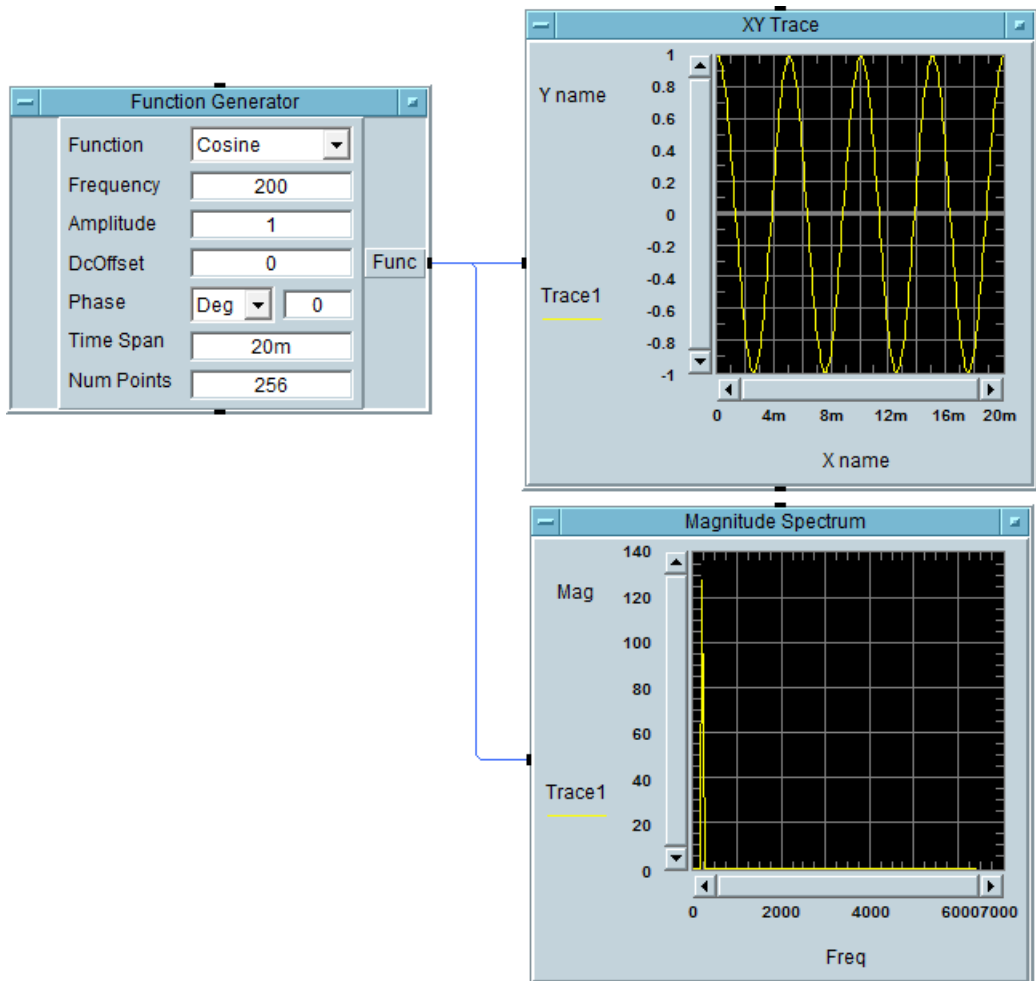 Function Generator
Function Cosine
Frequency 200
Amplitude 1
DcOffset 0
Phase Deg 0
Time Span 20m
Num Points 256
Func
XY Trace
Y name
Trace1
1
0.8
0.6
0.4
0.2
0
-0.2
-0.4
-0.6
-0.8
-1
0 4m 8m 12m 16m 20m
X name
Magnitude Spectrum
Mag
Trace1
140
120
100
80
60
40
20
0
0 2000 4000 60007000
Freq